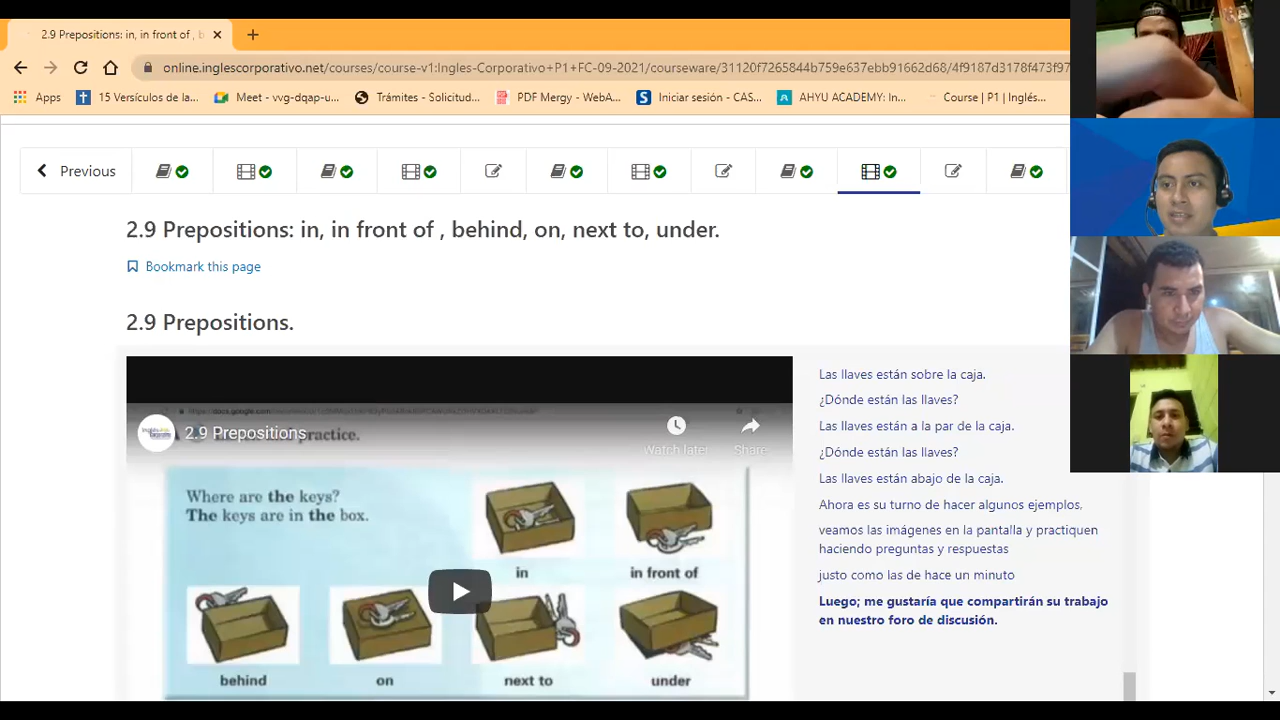 2.9 Prepositions: in, in front of , b
online.inglescorporativo.net/courses/course-v1:Ingles-Corporativo+P1+FC-09-2021/courseware/31120f7265844b759e637ebb91662d68/4f9187d3178f473f97
Apps 15 Versículos de la... Meet - vvg-dqap-u... Trámites - Solicitud... PDF Mergy - WebA... Iniciar sesión - CAS... AHYU ACADEMY: In... Course | P1 | Inglés...
Previous
2.9 Prepositions: in, in front of , behind, on, next to, under.
Bookmark this page
2.9 Prepositions.
2.9 Prepositions
practice.
Watch later Share
Where are the keys?
The keys are in the box.
in in front of
behind on next to under
Las llaves están sobre la caja.
¿Dónde están las llaves?
Las llaves están a la par de la caja.
¿Dónde están las llaves?
Las llaves están abajo de la caja.
Ahora es su turno de hacer algunos ejemplos,
veamos las imágenes en la pantalla y practiquen
haciendo preguntas y respuestas
justo como las de hace un minuto
Luego; me gustaría que compartirán su trabajo
en nuestro foro de discusión.